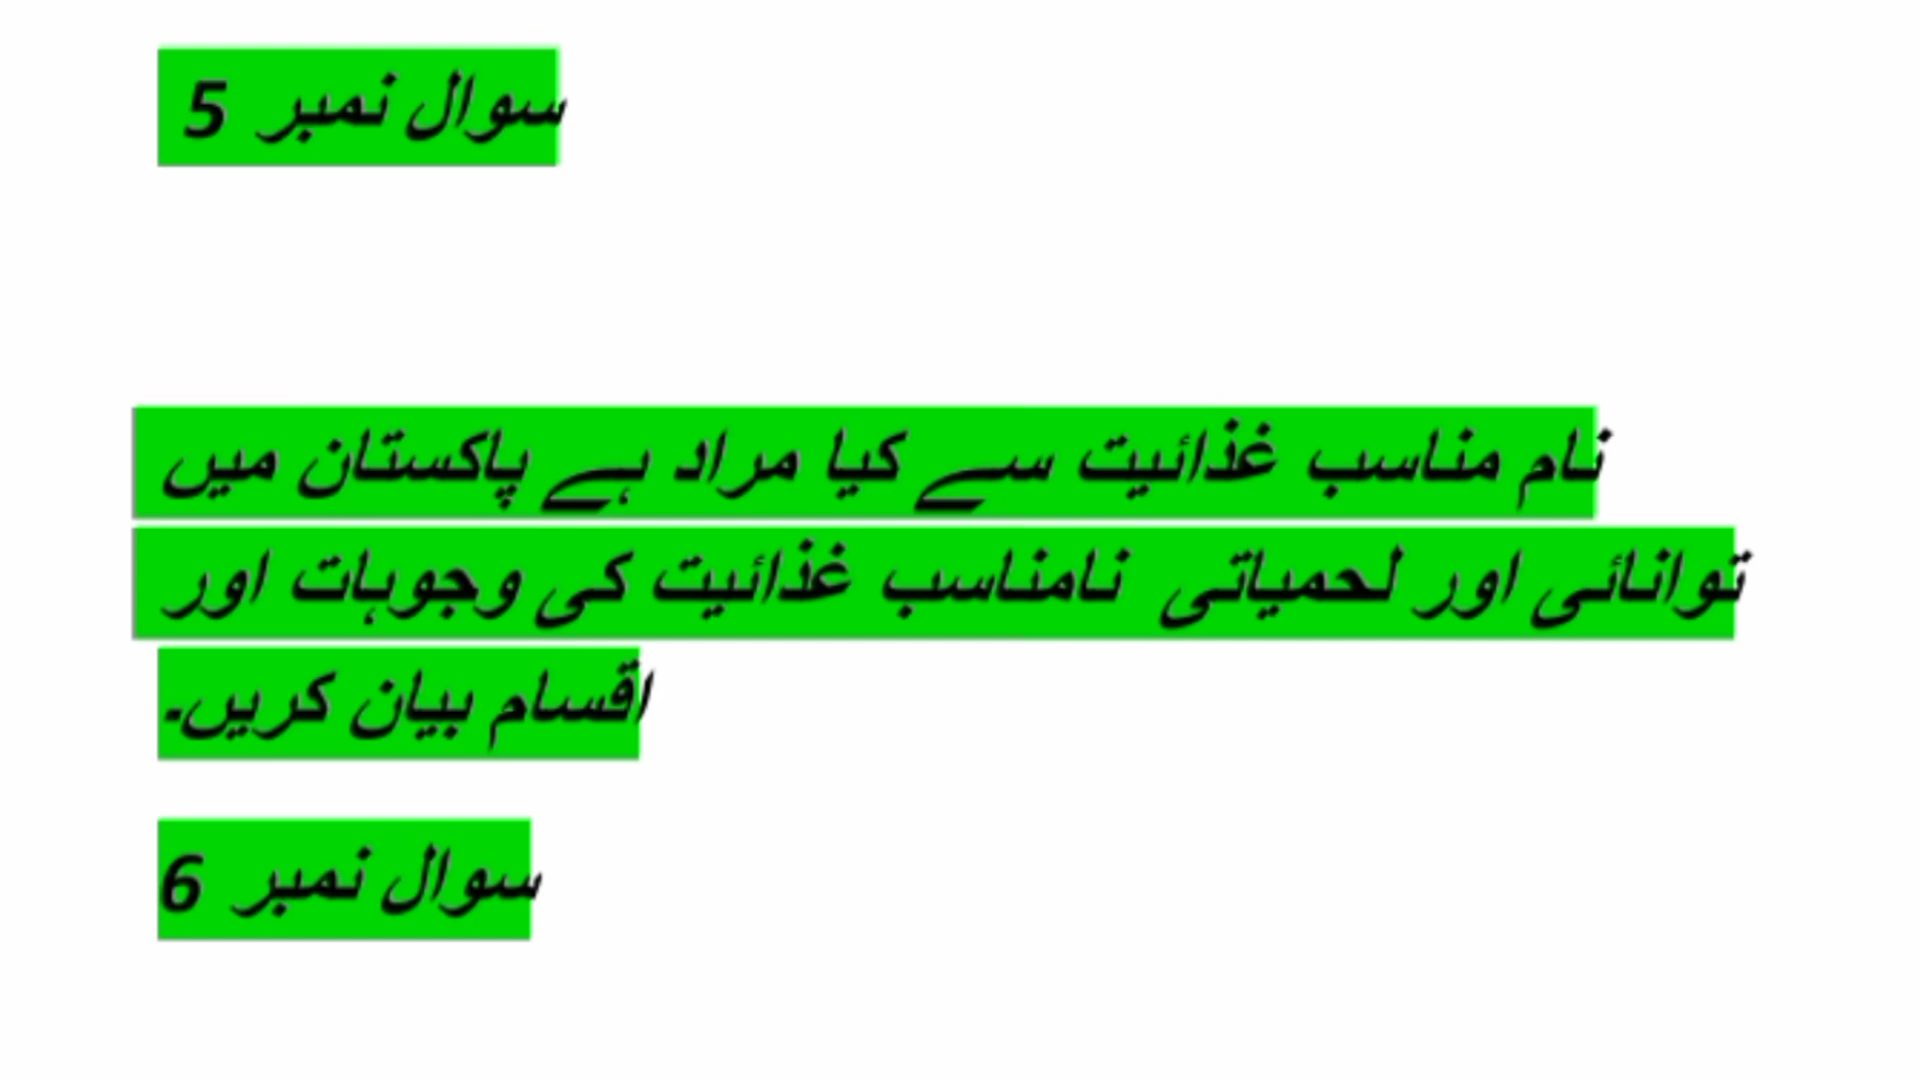 سوال نمبر 5
نام مناسب غذائیت سے کیا مراد ہے پاکستان میں
توانائی اور لحمیاتی نامناسب غذائیت کی وجوہات اور
اقسام بیان کریں۔
سوال نمبر 6